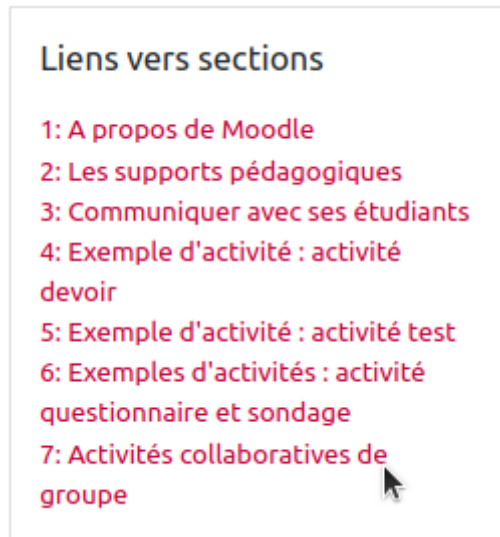 Liens vers sections
1: A propos de Moodle
2: Les supports pédagogiques
3: Communiquer avec ses étudiants
4: Exemple d'activité : activité
devoir
5: Exemple d'activité : activité test
6: Exemples d'activités : activité
questionnaire et sondage
7: Activités collaboratives de
groupe